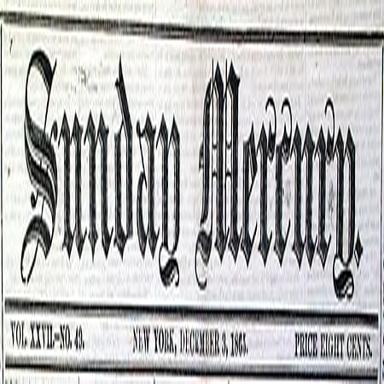 Sunday Mercury.
VOL. XXVII.--NO. 49. NEW YORK, DECEMBER 3, 1865. PRICE EIGHT CENTS.